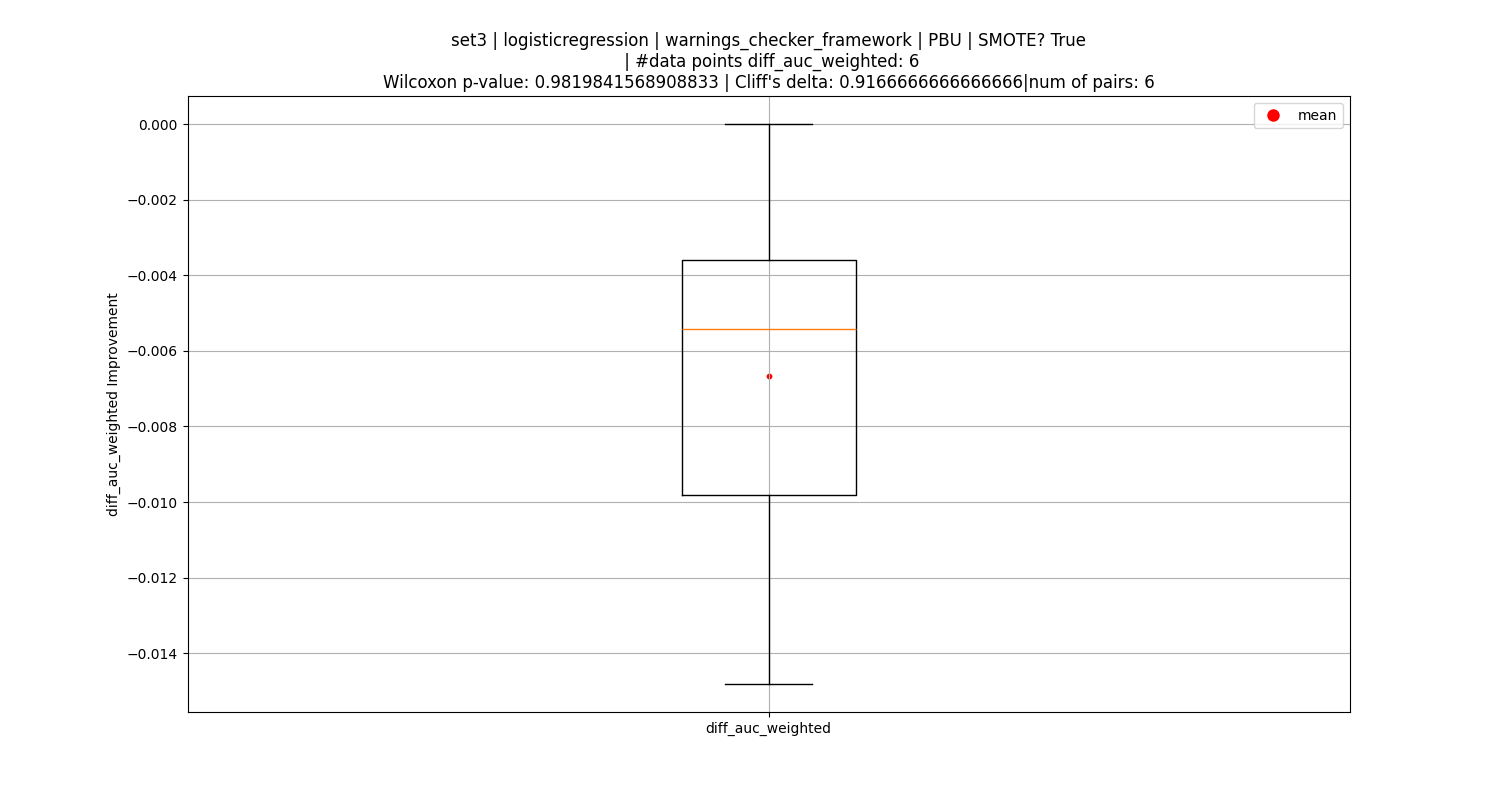 set3 | logisticregression | warnings_checker_framework | PBU | SMOTE? True
| #data points diff_auc_weighted: 6
Wilcoxon p-value: 0.9819841568908833 | Cliff's delta: 0.9166666666666666|num of pairs: 6
mean
0.000
−0.002
−0.004
−0.006
−0.008
−0.010
−0.012
−0.014
diff_auc_weighted Improvement
diff_auc_weighted